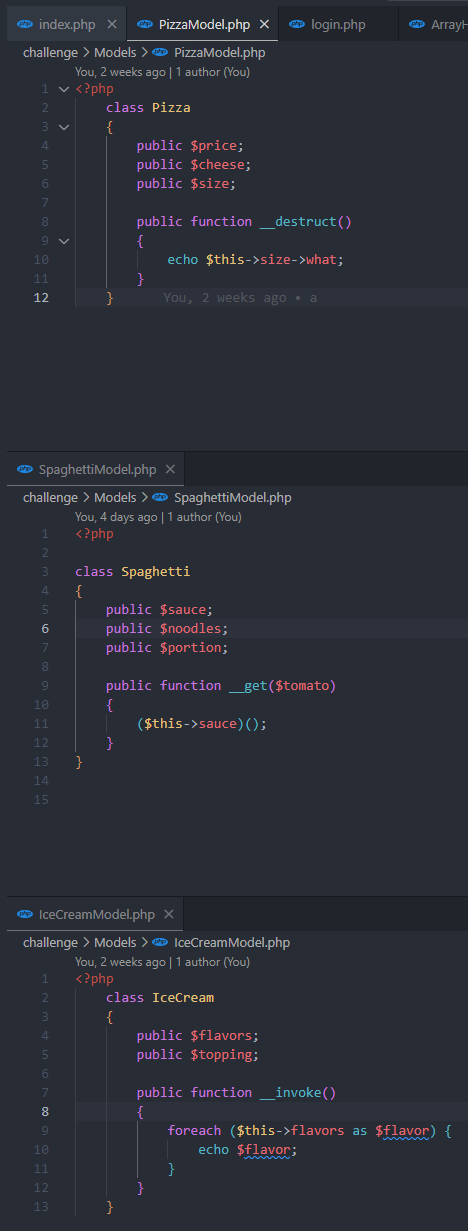 index.php PizzaModel.php login.php
challenge > Models > PizzaModel.php
You, 2 weeks ago | 1 author (You)
1 <?php
2     class Pizza
3     {
4         public $price;
5         public $cheese;
6         public $size;
7
8         public function __destruct()
9         {
10             echo $this->size->what;
11         }
12     }     You, 2 weeks ago • a
SpaghettiModel.php
challenge > Models > SpaghettiModel.php
You, 4 days ago | 1 author (You)
1 <?php
2
3 class Spaghetti
4 {
5     public $sauce;
6     public $noodles;
7     public $portion;
8
9     public function __get($tomato)
10     {
11         ($this->sauce)();
12     }
13 }
14
15
IceCreamModel.php
challenge > Models > IceCreamModel.php
You, 2 weeks ago | 1 author (You)
1 <?php
2     class IceCream
3     {
4         public $flavors;
5         public $topping;
6
7         public function __invoke()
8         {
9             foreach ($this->flavors as $flavor) {
10                 echo $flavor;
11             }
12         }
13     }